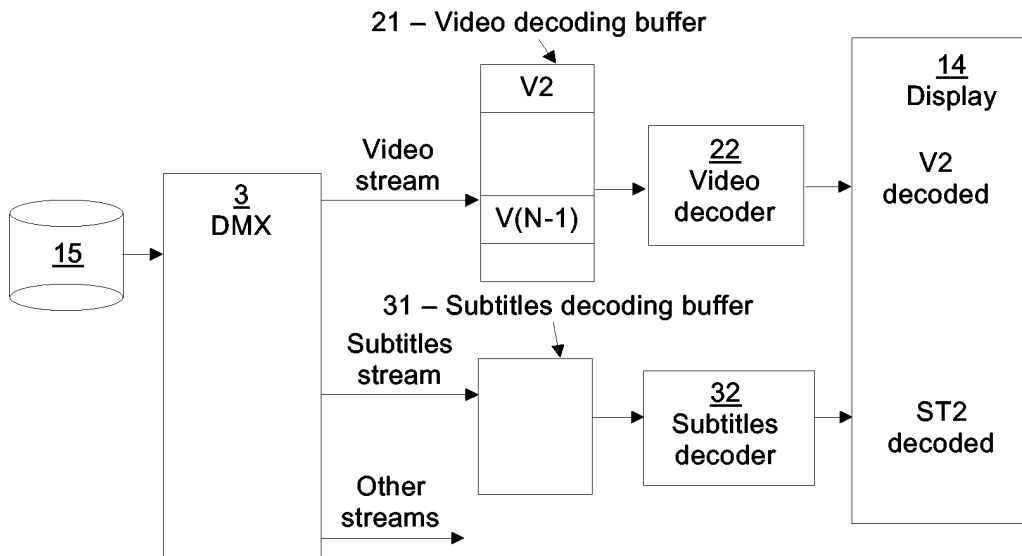 21 – Video decoding buffer
V2
14
Display
Video
stream
22
Video
decoder
V2
decoded
3
DMX
V(N-1)
15
31 – Subtitles decoding buffer
Subtitles
stream
32
Subtitles
decoder
ST2
decoded
Other
streams